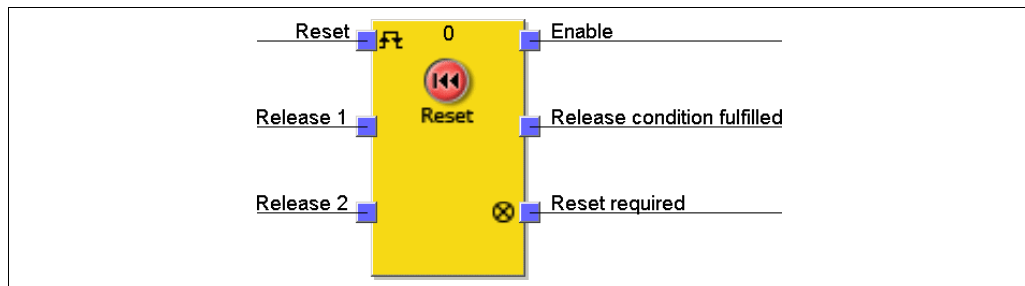 Reset 0 Enable
Reset
Release 1 Release condition fulfilled
Release 2 Reset required